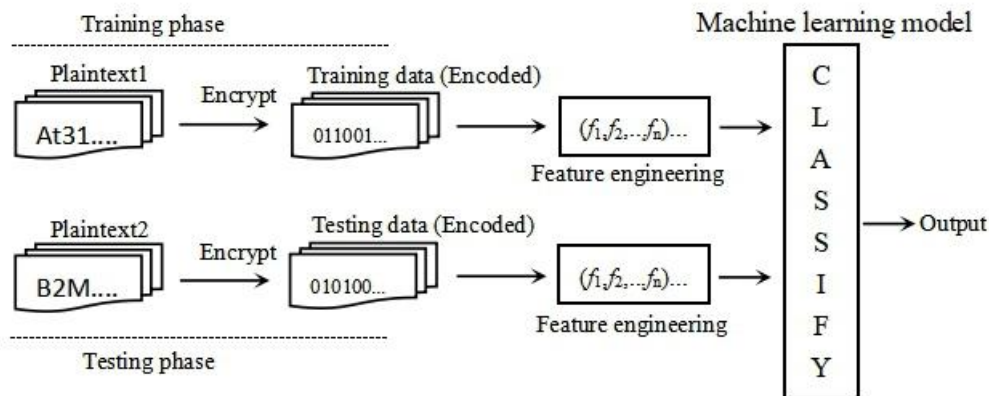 Training phase
Machine learning model
Plaintext1
Encrypt
Training data (Encoded)
At31....
011001...
(f1,f2,...fn)...
Feature engineering
Plaintext2
Encrypt
Testing data (Encoded)
B2M....
010100...
(f1,f2,...fn)...
Feature engineering
Testing phase
C
L
A
S
S
I
F
Y
Output